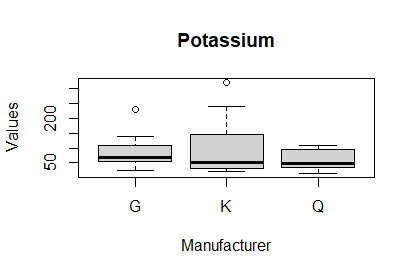 Potassium
Values
200
50
G K Q
Manufacturer